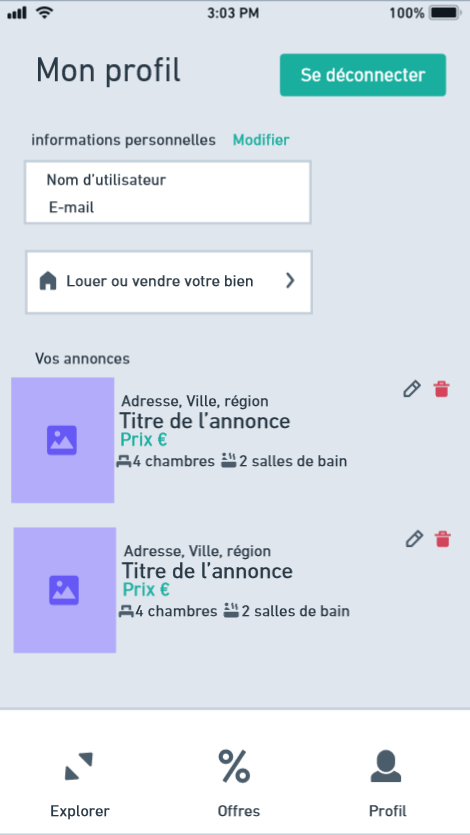 3:03 PM 100%
Mon profil
Se déconnecter
informations personnelles Modifier
Nom d’utilisateur
E-mail
Louer ou vendre votre bien
Vos annonces
Adresse, Ville, région
Titre de l’annonce
Prix €
4 chambres 2 salles de bain
Adresse, Ville, région
Titre de l’annonce
Prix €
4 chambres 2 salles de bain
Explorer Offres Profil